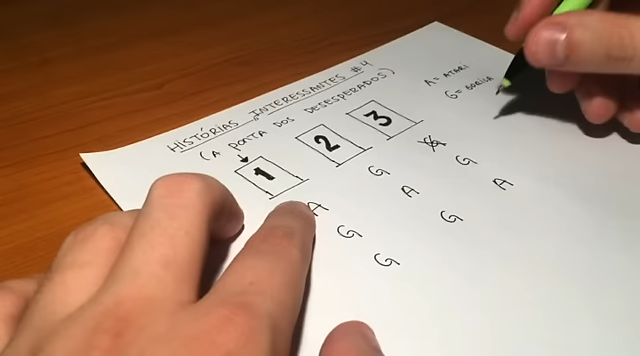 HISTÓRIAS INTERESSANTES #4
(A PORTA DOS DESESPERADOS)
A = ATARI
G = GORILA
1 2 3
A G
G A G
G G A